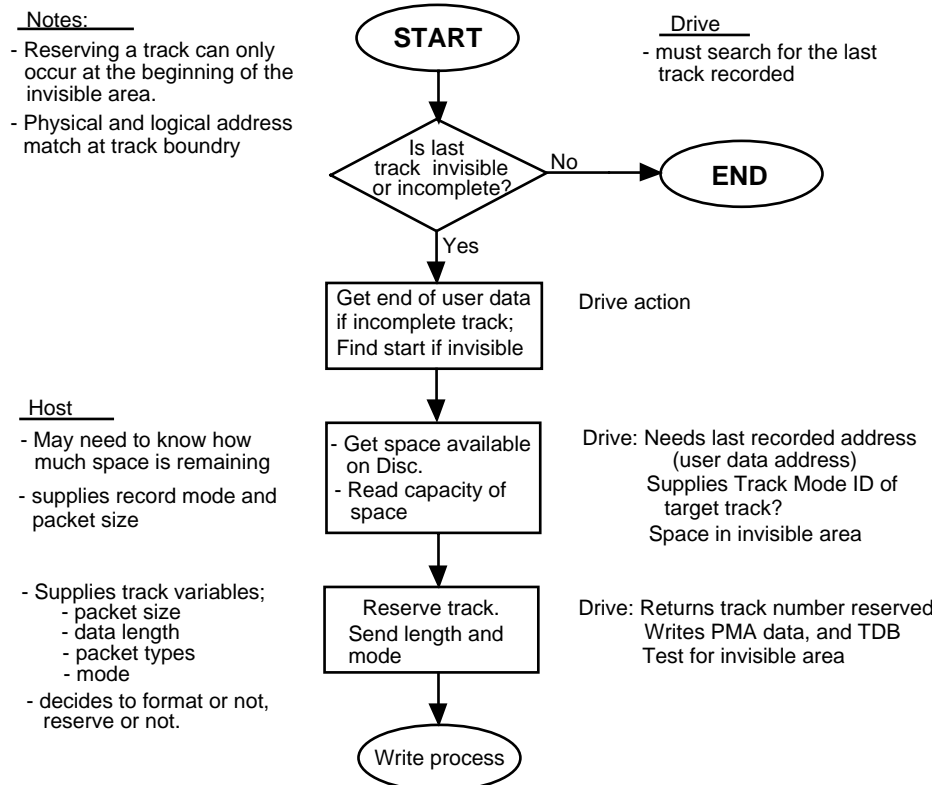 Notes:
- Reserving a track can only
occur at the beginning of the
invisible area.
- Physical and logical address
match at track boundry
START
Drive
- must search for the last
track recorded
Is last
track invisible
or incomplete?
No
END
Yes
Get end of user data
if incomplete track;
Find start if invisible
Drive action
Host
- May need to know how
much space is remaining
- supplies record mode and
packet size
- Get space available
on Disc.
- Read capacity of
space
Drive: Needs last recorded address
(user data address)
Supplies Track Mode ID of
target track?
Space in invisible area
- Supplies track variables;
- packet size
- data length
- packet types
- mode
- decides to format or not,
reserve or not.
Reserve track.
Send length and
mode
Drive: Returns track number reserved
Writes PMA data, and TDB
Test for invisible area
Write process